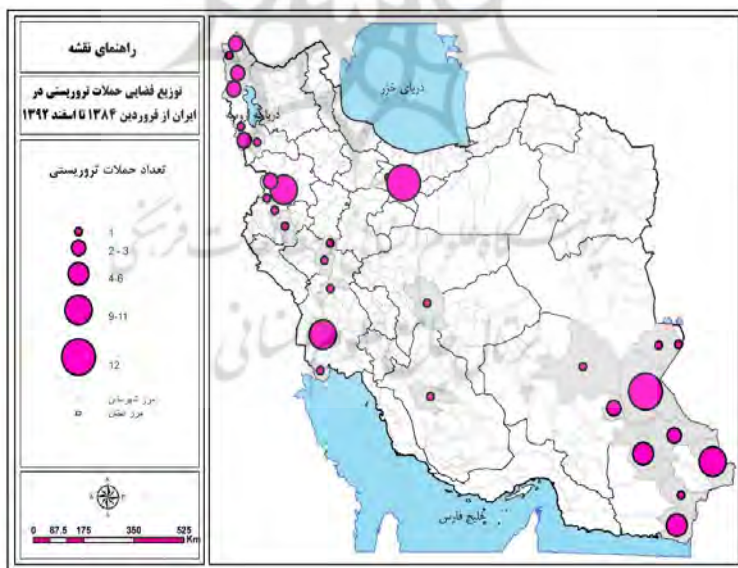 راهنمای نقشه
توزیع فضایی حملات تروریستی در
ایران از فروردین ۱۳۸۴ تا اسفند ۱۳۹۲
تعداد حملات تروریستی
1
2 - 3
4-6
9-11
12
مرز شهرستان
مرز
0 87.5 175 350 525
Km
دریای خزر
دریاچه ارومیه
خلیج فارس